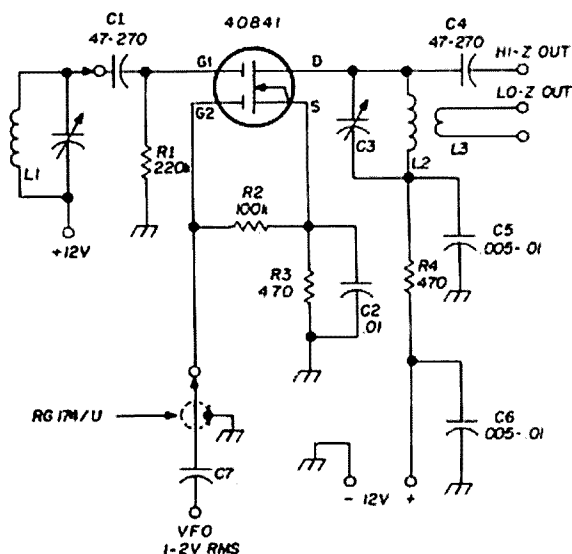 C1
47-270
40841
C4
47-270
HI-Z OUT
LO-Z OUT
G1
D
G2
S
L1
R1
220k
C3
L2
L3
+12V
R2
100k
R3
470
C2
.01
R4
470
C5
.005-.01
RG174/U
C7
C6
.005-.01
- 12V +
VFO
1-2V RMS